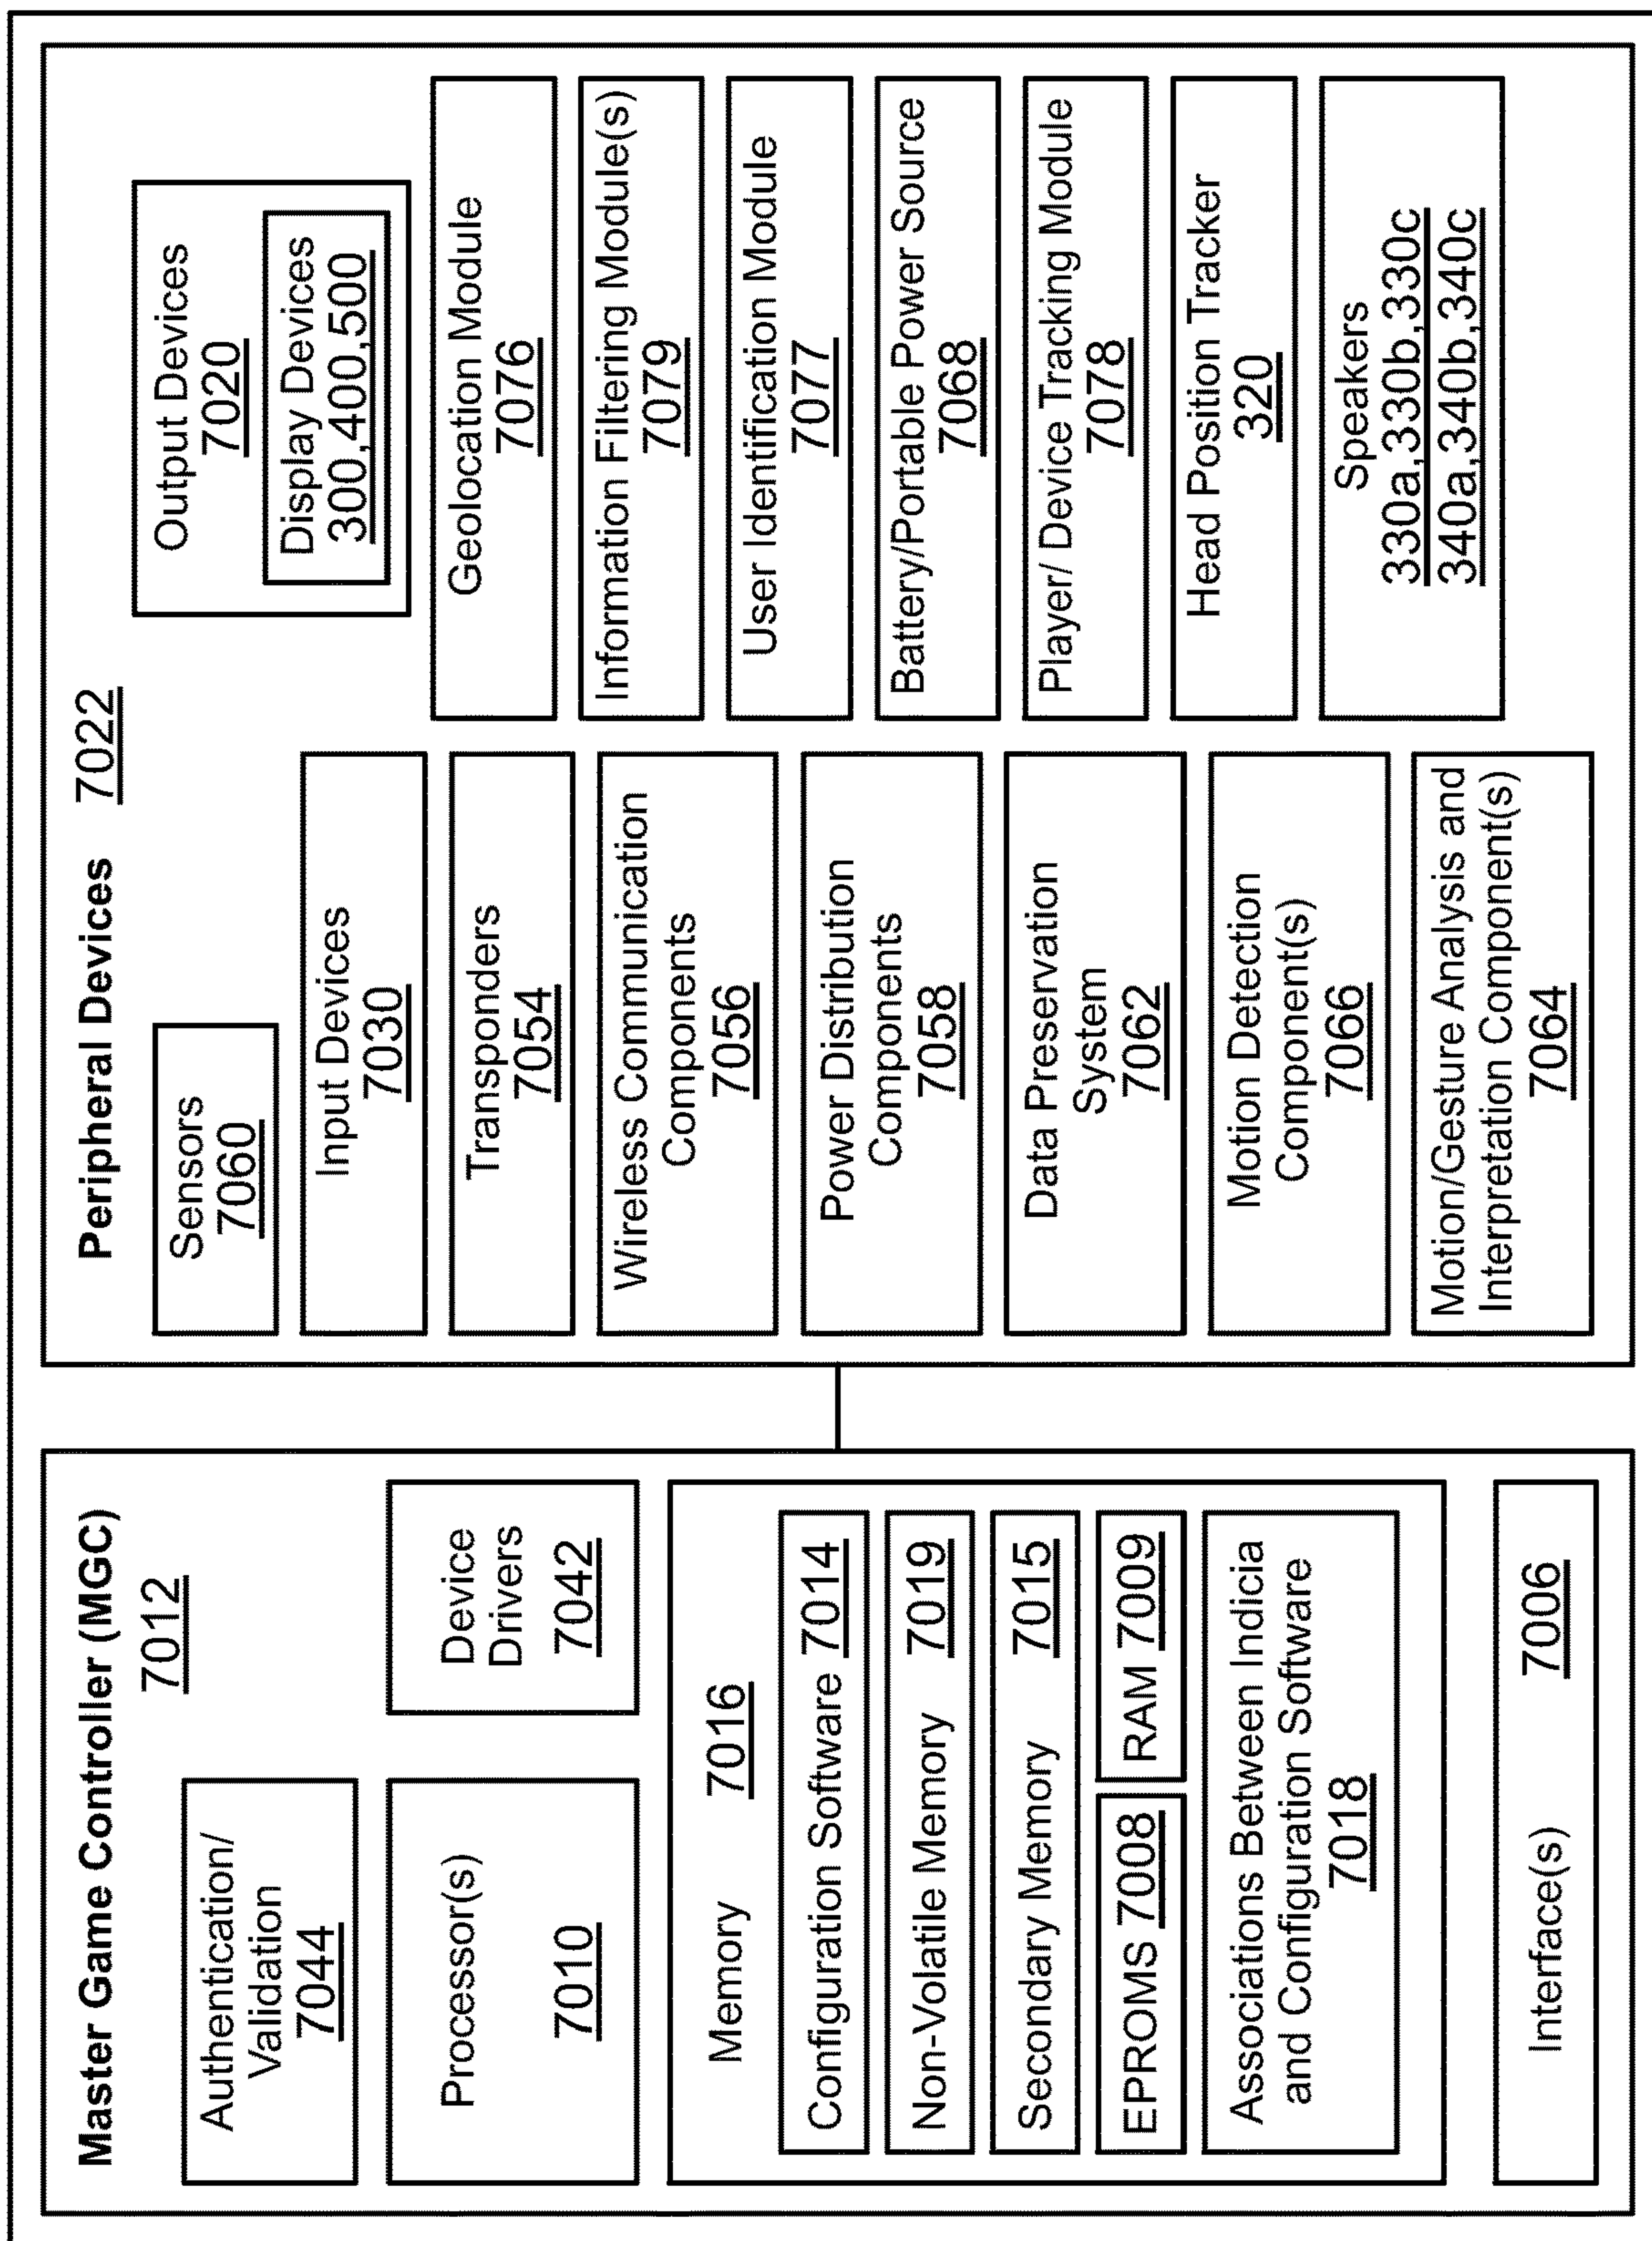 Master Game Controller (MGC)
7012
Authentication/
Validation
7044
Processor(s)
7010
Device
Drivers
7042
Memory 7016
Configuration Software 7014
Non-Volatile Memory 7019
Secondary Memory 7015
EPROMS 7008
RAM 7009
Associations Between Indicia
and Configuration Software
7018
Interface(s) 7006
Peripheral Devices 7022
Sensors
7060
Input Devices
7030
Transponders
7054
Wireless Communication
Components
7056
Power Distribution
Components
7058
Data Preservation
System
7062
Motion Detection
Component(s)
7066
Motion/Gesture Analysis and
Interpretation Component(s)
7064
Output Devices
7020
Display Devices
300,400,500
Geolocation Module
7076
Information Filtering Module(s)
7079
User Identification Module
7077
Battery/Portable Power Source
7068
Player/ Device Tracking Module
7078
Head Position Tracker
320
Speakers
330a,330b,330c
340a,340b,340c